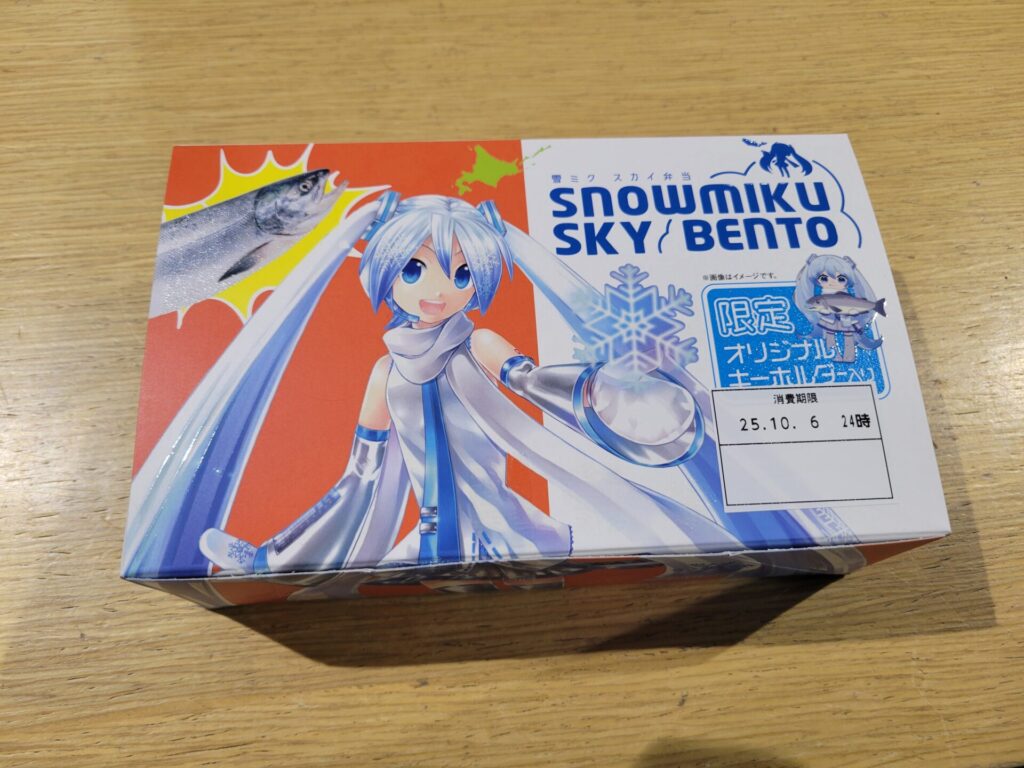 雪ミク スカイ弁当
SNOWMIKU
SKY BENTO
※画像はイメージです。
限定
オリジナル
キーホルダー入り
消費期限
25.10. 6 24時